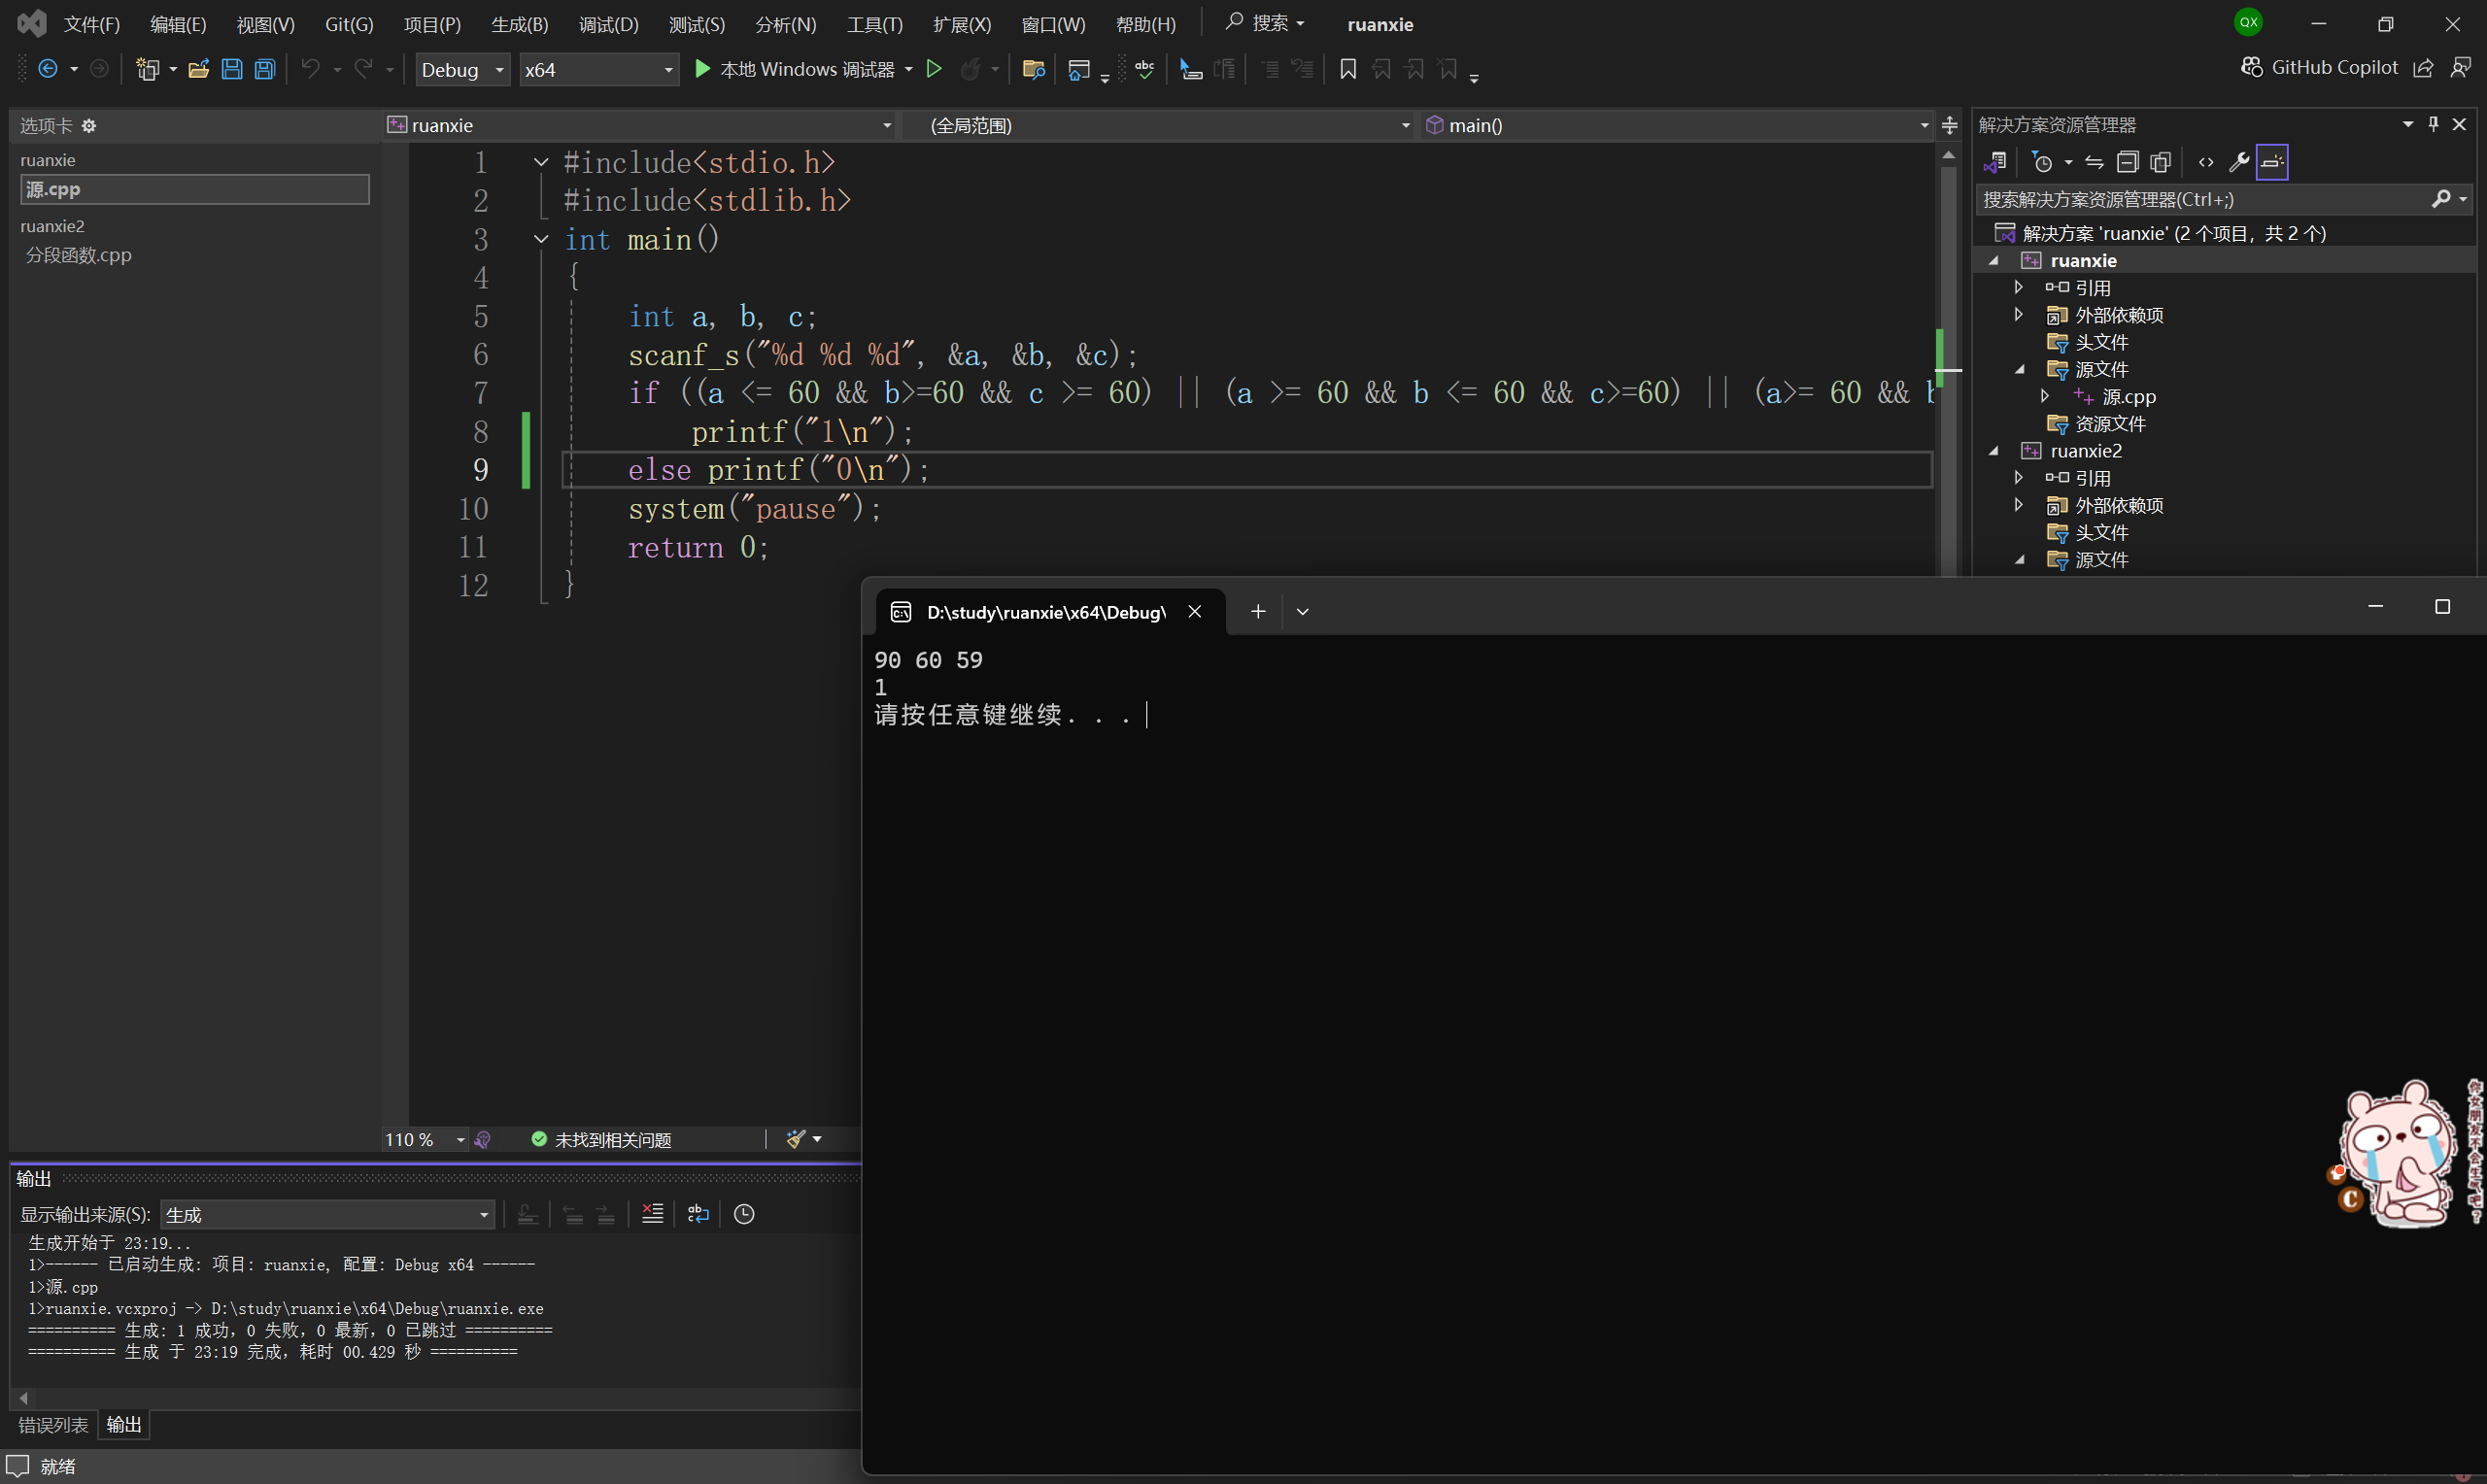 文件(F) 编辑(E) 视图(V) Git(G) 项目(P) 生成(B) 调试(D) 测试(S) 分析(N) 工具(T) 扩展(X) 窗口(W) 帮助(H) 搜索 ruanxie QX
Debug x64 本地 Windows 调试器 abc GitHub Copilot
选项卡
ruanxie
源.cpp
ruanxie2
分段函数.cpp
ruanxie (全局范围) main()
1 #include<stdio.h>
2 #include<stdlib.h>
3 int main()
4 {
5 int a, b, c;
6 scanf_s("%d %d %d", &a, &b, &c);
7 if ((a <= 60 && b>=60 && c >= 60) || (a >= 60 && b <= 60 && c>=60) || (a>= 60 && b
8 printf("1\n");
9 else printf("0\n");
10 system("pause");
11 return 0;
12 }
解决方案资源管理器
搜索解决方案资源管理器(Ctrl+;)
解决方案 'ruanxie' (2 个项目，共 2 个)
ruanxie
引用
外部依赖项
头文件
源文件
源.cpp
资源文件
ruanxie2
引用
外部依赖项
头文件
源文件
D:\study\ruanxie\x64\Debug\
90 60 59
1
请按任意键继续. . .
你女朋友不会生气吧?
C
110 % 未找到相关问题
输出
显示输出来源(S): 生成
生成开始于 23:19...
1>------ 已启动生成: 项目: ruanxie, 配置: Debug x64 ------
1>源.cpp
1>ruanxie.vcxproj -> D:\study\ruanxie\x64\Debug\ruanxie.exe
========== 生成: 1 成功，0 失败，0 最新，0 已跳过 ==========
========== 生成 于 23:19 完成，耗时 00.429 秒 ==========
错误列表 输出
就绪